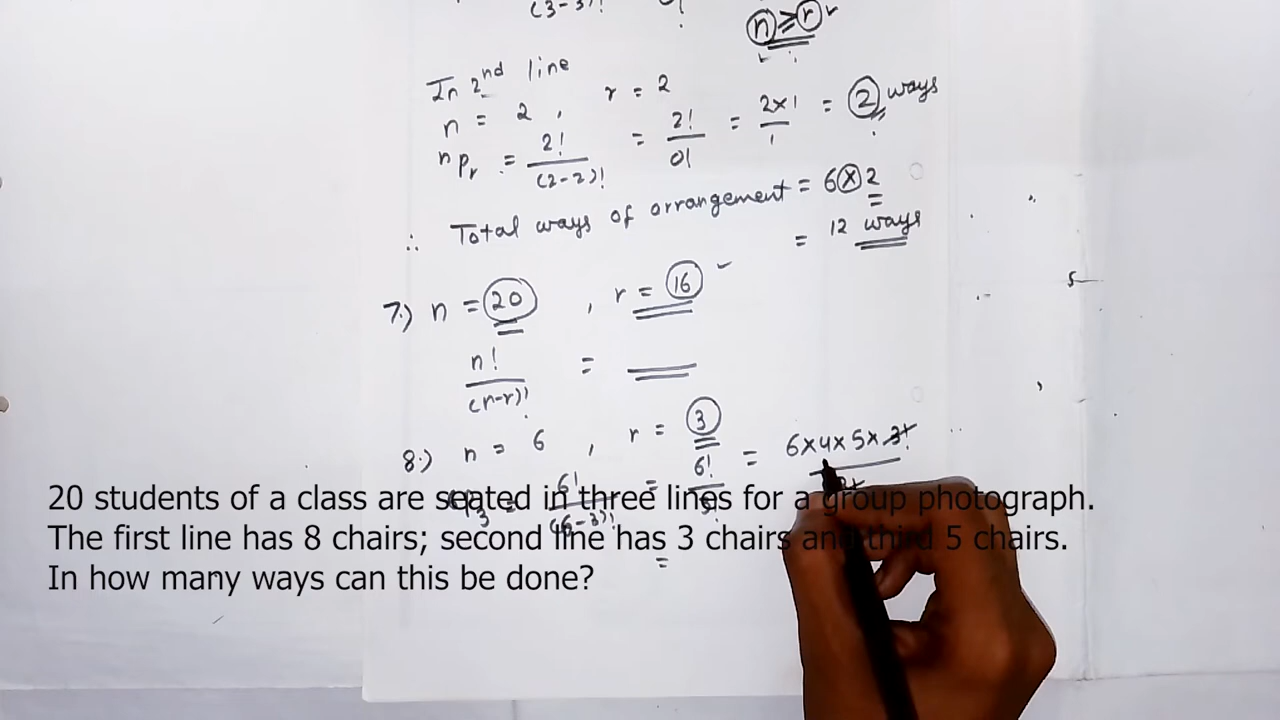 (3-3)!
n ≥ r
In 2nd line
n = 2 , r = 2
nPr = 2! / (2-2)! = 2! / 0! = 2×1 / 1 = 2 ways
∴ Total ways of orrangement = 6 × 2
= 12 ways
7.) n = 20 , r = 16
n! / (n-r)! =
8.) n = 6 , r = 3
= 6! / (6-3)! = 6! / 3! = 6×4×5×3!
=
20 students of a class are seated in three lines for a group photograph.
The first line has 8 chairs; second line has 3 chairs and third 5 chairs.
In how many ways can this be done?